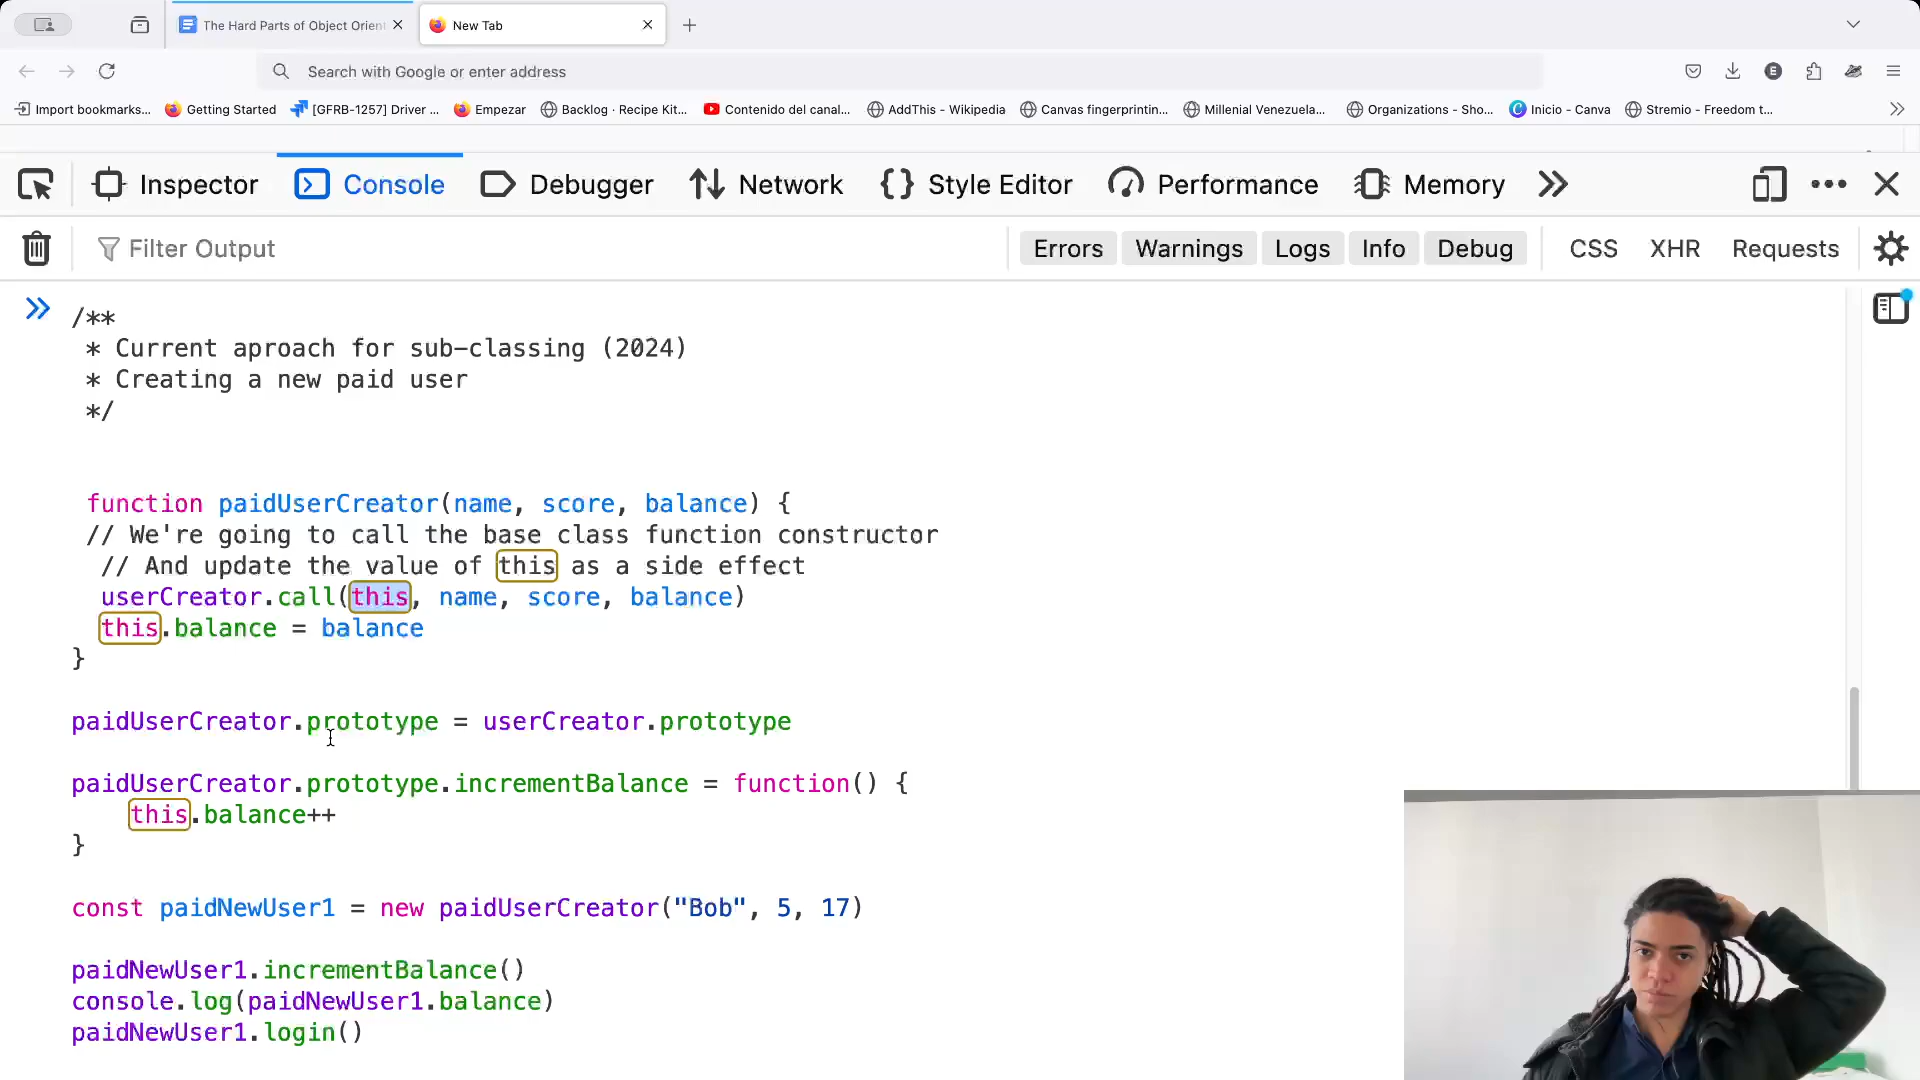 The Hard Parts of Object Orient
New Tab
Search with Google or enter address
E
Import bookmarks...
Getting Started
[GFRB-1257] Driver ...
Empezar
Backlog · Recipe Kit...
Contenido del canal...
AddThis - Wikipedia
Canvas fingerprintin...
Millenial Venezuela...
Organizations - Sho...
Inicio - Canva
Stremio - Freedom t...
Inspector
Console
Debugger
Network
{} Style Editor
Performance
Memory
Filter Output
Errors
Warnings
Logs
Info
Debug
CSS
XHR
Requests
/**
* Current aproach for sub-classing (2024)
* Creating a new paid user
*/
function paidUserCreator(name, score, balance) {
// We're going to call the base class function constructor
// And update the value of this as a side effect
userCreator.call(this, name, score, balance)
this.balance = balance
}
paidUserCreator.prototype = userCreator.prototype
paidUserCreator.prototype.incrementBalance = function() {
this.balance++
}
const paidNewUser1 = new paidUserCreator("Bob", 5, 17)
paidNewUser1.incrementBalance()
console.log(paidNewUser1.balance)
paidNewUser1.login()